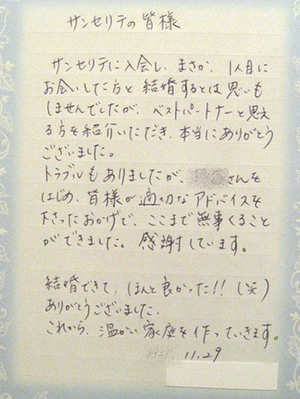 サンセリテの皆様
サンセリテに入会し、まさか、1人目に
お会いした方と結婚するとは思いも
しませんでしたが、ベストパートナーと思え
る方を紹介いただき、本当にありがとう
ございました。
トラブルもありましたが、さんを
はじめ、皆様が適切なアドバイスを
下さったおかげで、ここまで無事くること
ができました。感謝しています。
結婚できて、ほんと良かった!!(笑)
ありがとうございました。
これから、温かい家庭を作っていきます。
11.29